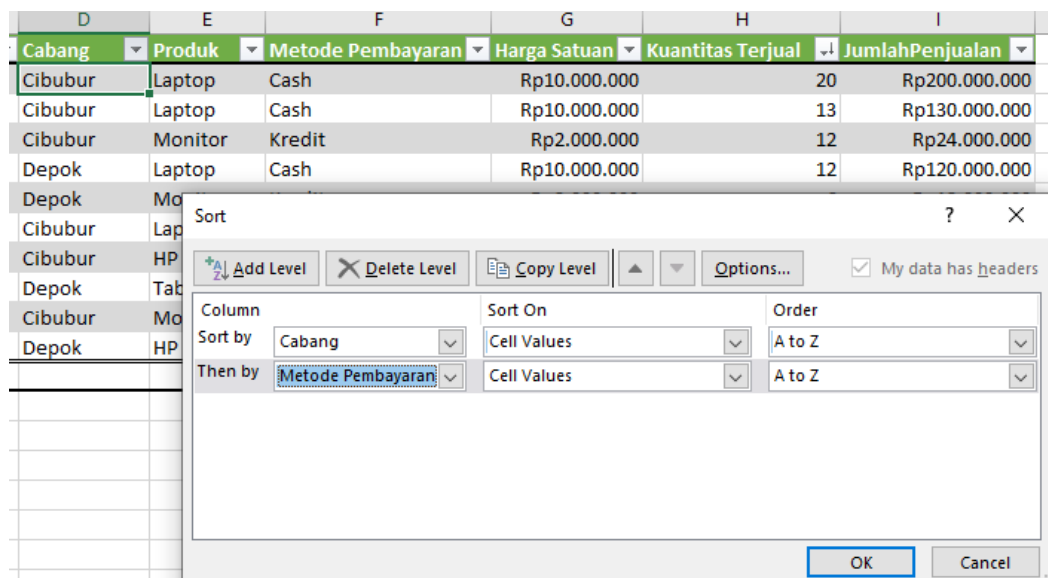 D E F G H I
Cabang Produk Metode Pembayaran Harga Satuan Kuantitas Terjual JumlahPenjualan
Cibubur Laptop Cash Rp10.000.000 20 Rp200.000.000
Cibubur Laptop Cash Rp10.000.000 13 Rp130.000.000
Cibubur Monitor Kredit Rp2.000.000 12 Rp24.000.000
Depok Laptop Cash Rp10.000.000 12 Rp120.000.000
Depok Mo
Cibubur Lap
Cibubur HP
Depok Tab
Cibubur Mo
Depok HP
Sort ? X
Add Level Delete Level Copy Level Options... My data has headers
Column Sort On Order
Sort by Cabang Cell Values A to Z
Then by Metode Pembayaran Cell Values A to Z
OK Cancel